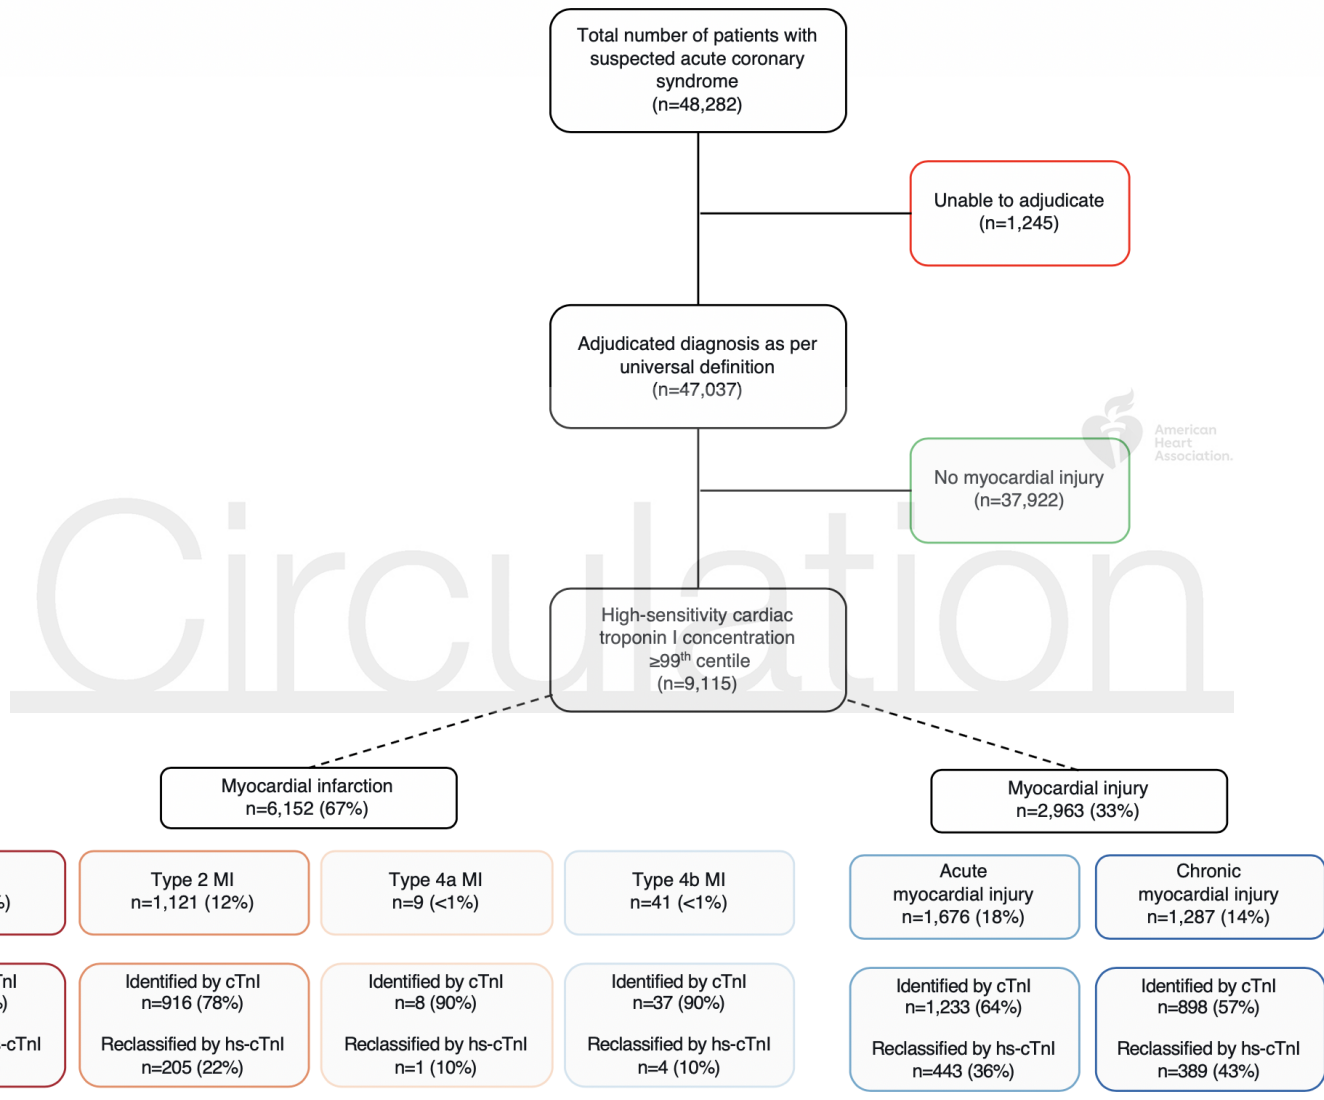 Total number of patients with
suspected acute coronary
syndrome
(n=48,282)
Unable to adjudicate
(n=1,245)
Adjudicated diagnosis as per
universal definition
(n=47,037)
American
Heart
Association.
No myocardial injury
(n=37,922)
Circulation
High-sensitivity cardiac
troponin I concentration
≥99th centile
(n=9,115)
Myocardial infarction
n=6,152 (67%)
Myocardial injury
n=2,963 (33%)
%)
Type 2 MI
n=1,121 (12%)
Type 4a MI
n=9 (<1%)
Type 4b MI
n=41 (<1%)
Acute
myocardial injury
n=1,676 (18%)
Chronic
myocardial injury
n=1,287 (14%)
TnI
%)
s-cTnI
Identified by cTnI
n=916 (78%)
Reclassified by hs-cTnI
n=205 (22%)
Identified by cTnI
n=8 (90%)
Reclassified by hs-cTnI
n=1 (10%)
Identified by cTnI
n=37 (90%)
Reclassified by hs-cTnI
n=4 (10%)
Identified by cTnI
n=1,233 (64%)
Reclassified by hs-cTnI
n=443 (36%)
Identified by cTnI
n=898 (57%)
Reclassified by hs-cTnI
n=389 (43%)